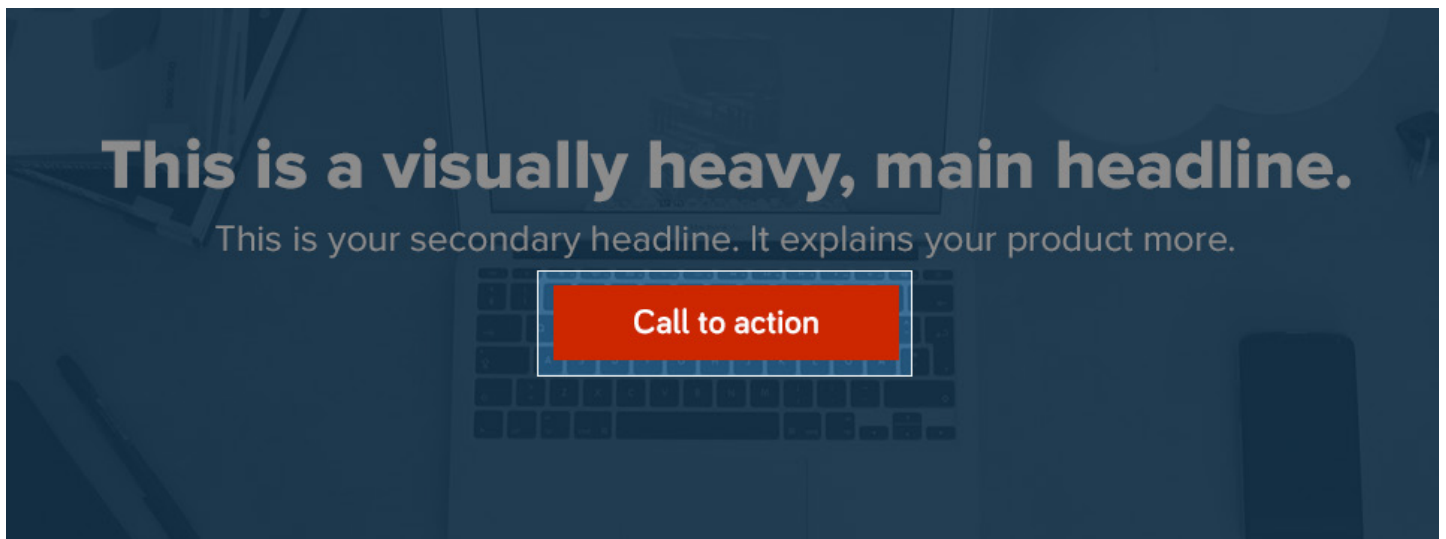 This is a visually heavy, main headline.
This is your secondary headline. It explains your product more.
Call to action